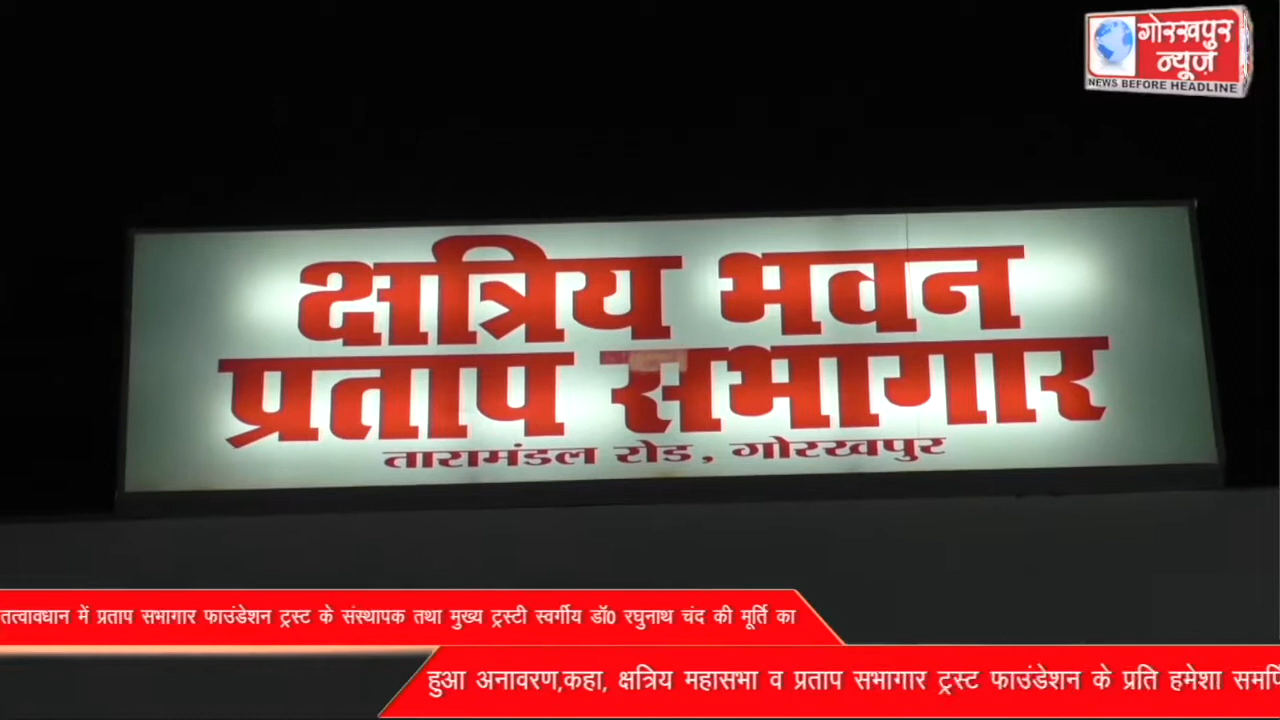 गोरखपुर
न्यूज़
NEWS BEFORE HEADLINE
क्षत्रिय भवन
प्रताप सभागार
तारामंडल रोड, गोरखपुर
तत्वावधान में प्रताप सभागार फाउंडेशन ट्रस्ट के संस्थापक तथा मुख्य ट्रस्टी स्वर्गीय डॉ0 रघुनाथ चंद की मूर्ति का
हुआ अनावरण,कहा, क्षत्रिय महासभा व प्रताप सभागार ट्रस्ट फाउंडेशन के प्रति हमेशा